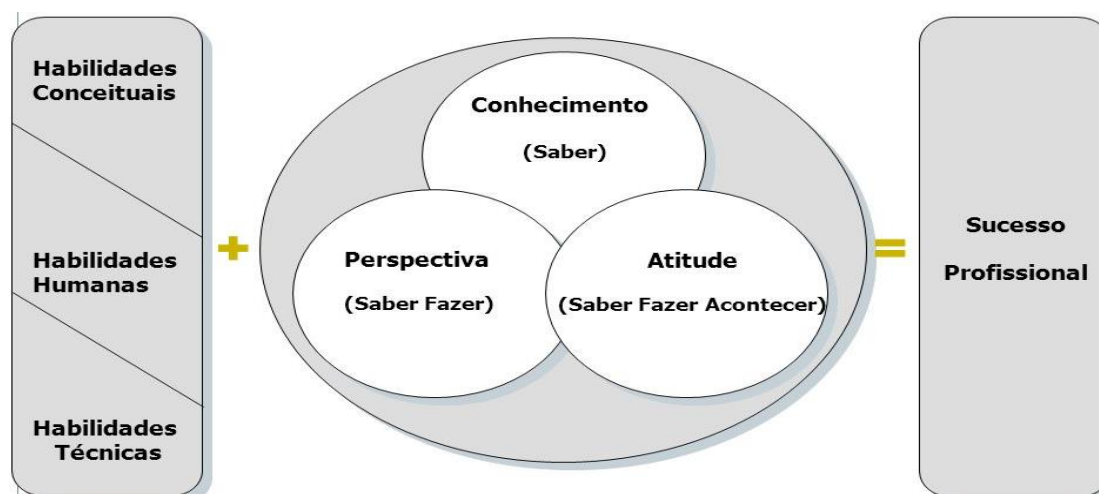 Habilidades
Conceituais
Habilidades
Humanas
Habilidades
Técnicas
+
Conhecimento
(Saber)
Perspectiva
(Saber Fazer)
Atitude
(Saber Fazer Acontecer)
=
Sucesso
Profissional